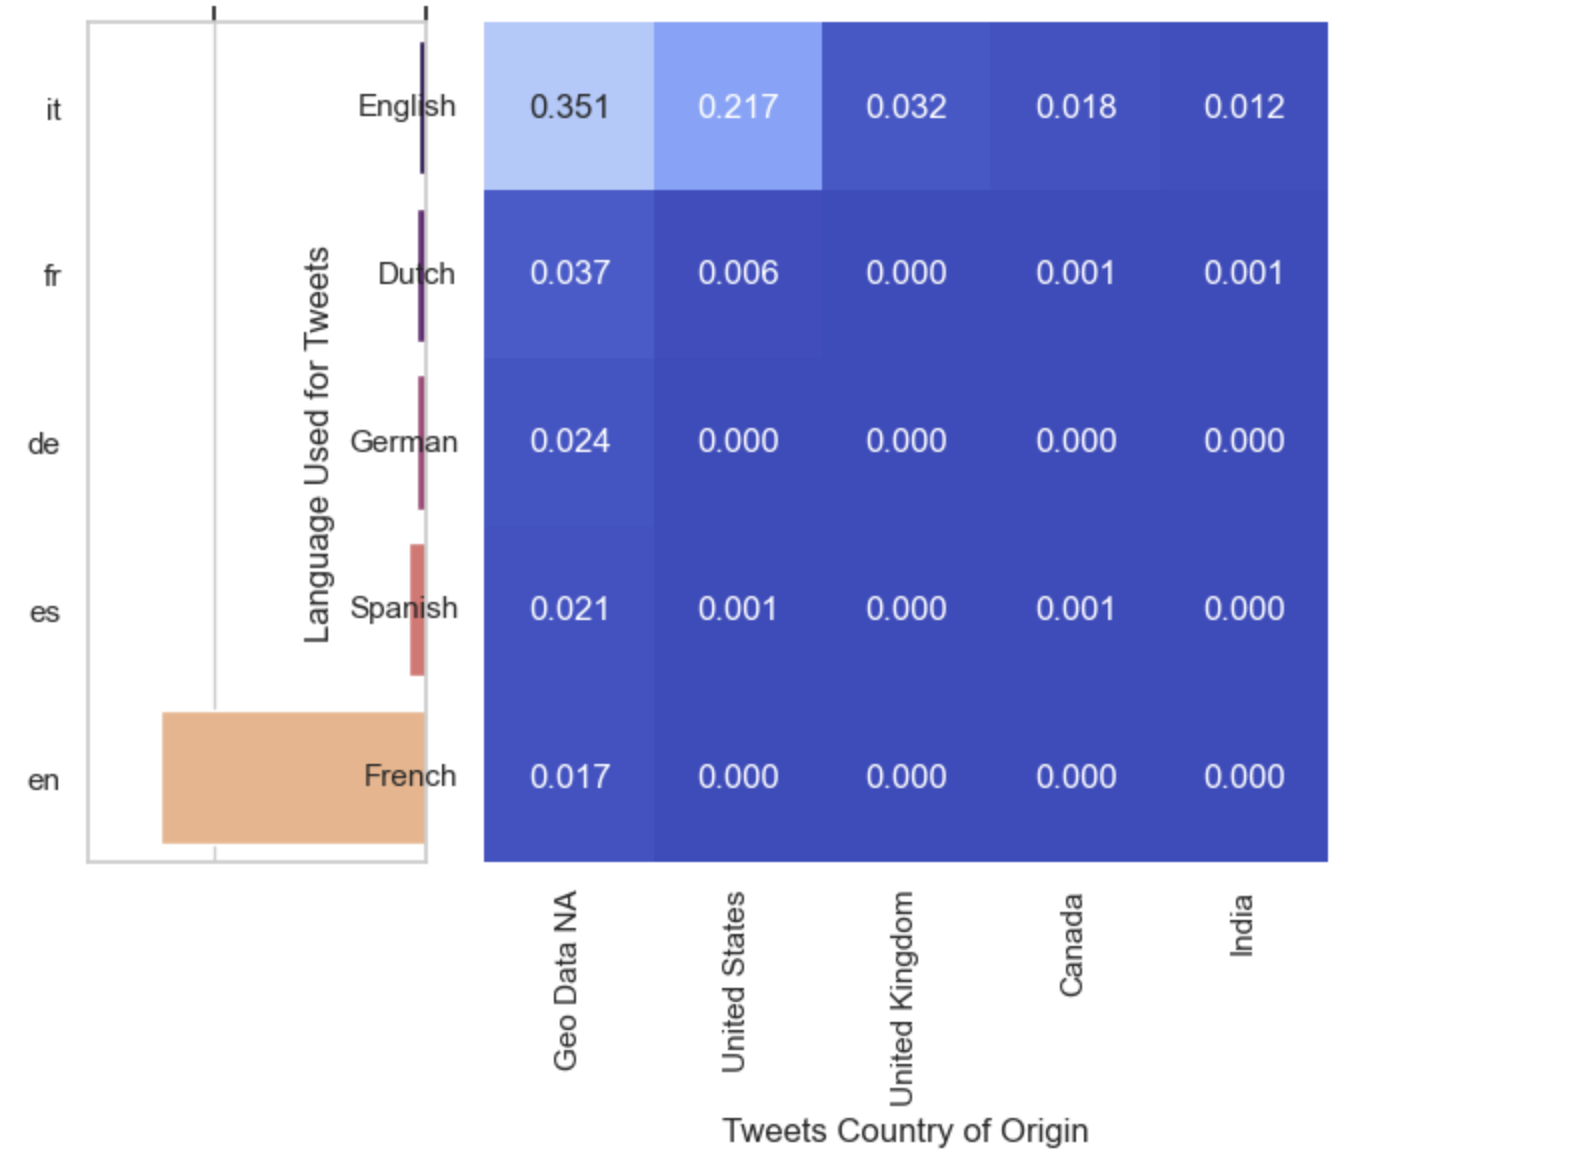 it
fr
de
es
en
Language Used for Tweets
English 0.351 0.217 0.032 0.018 0.012
Dutch 0.037 0.006 0.000 0.001 0.001
German 0.024 0.000 0.000 0.000 0.000
Spanish 0.021 0.001 0.000 0.001 0.000
French 0.017 0.000 0.000 0.000 0.000
Geo Data NA
United States
United Kingdom
Canada
India
Tweets Country of Origin